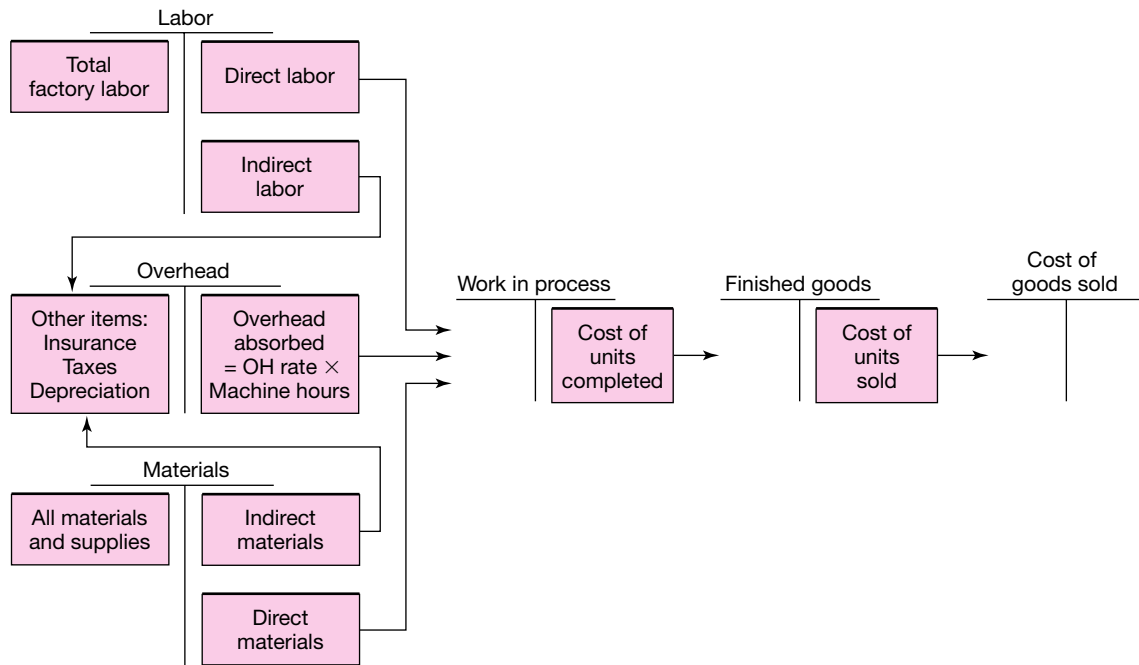 Labor
Total
factory labor
Direct labor
Indirect
labor
Overhead
Other items:
Insurance
Taxes
Depreciation
Overhead
absorbed
= OH rate ×
Machine hours
Work in process
Cost of
units
completed
Finished goods
Cost of
units
sold
Cost of
goods sold
Materials
All materials
and supplies
Indirect
materials
Direct
materials